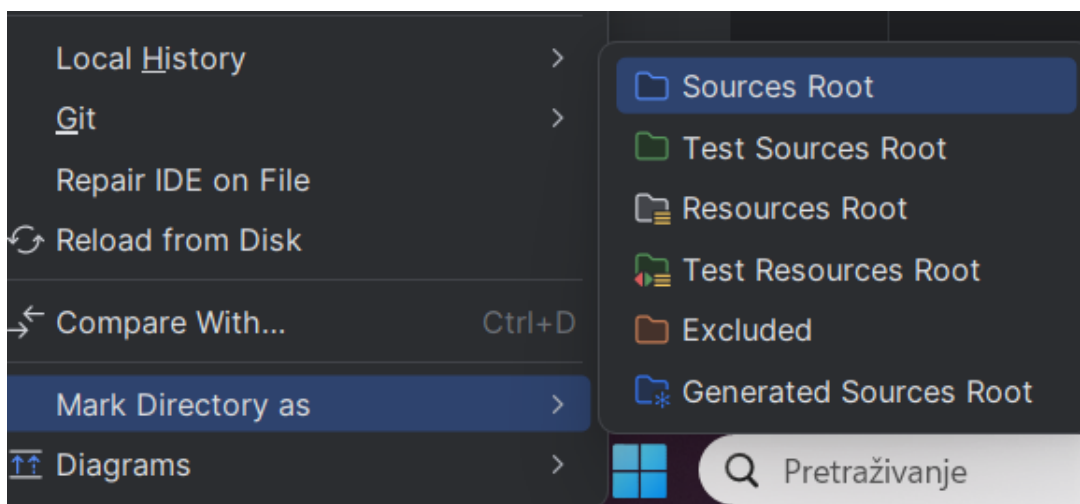 Local History
Git
Repair IDE on File
Reload from Disk
Compare With... Ctrl+D
Mark Directory as
Diagrams
Sources Root
Test Sources Root
Resources Root
Test Resources Root
Excluded
Generated Sources Root
Pretraživanje